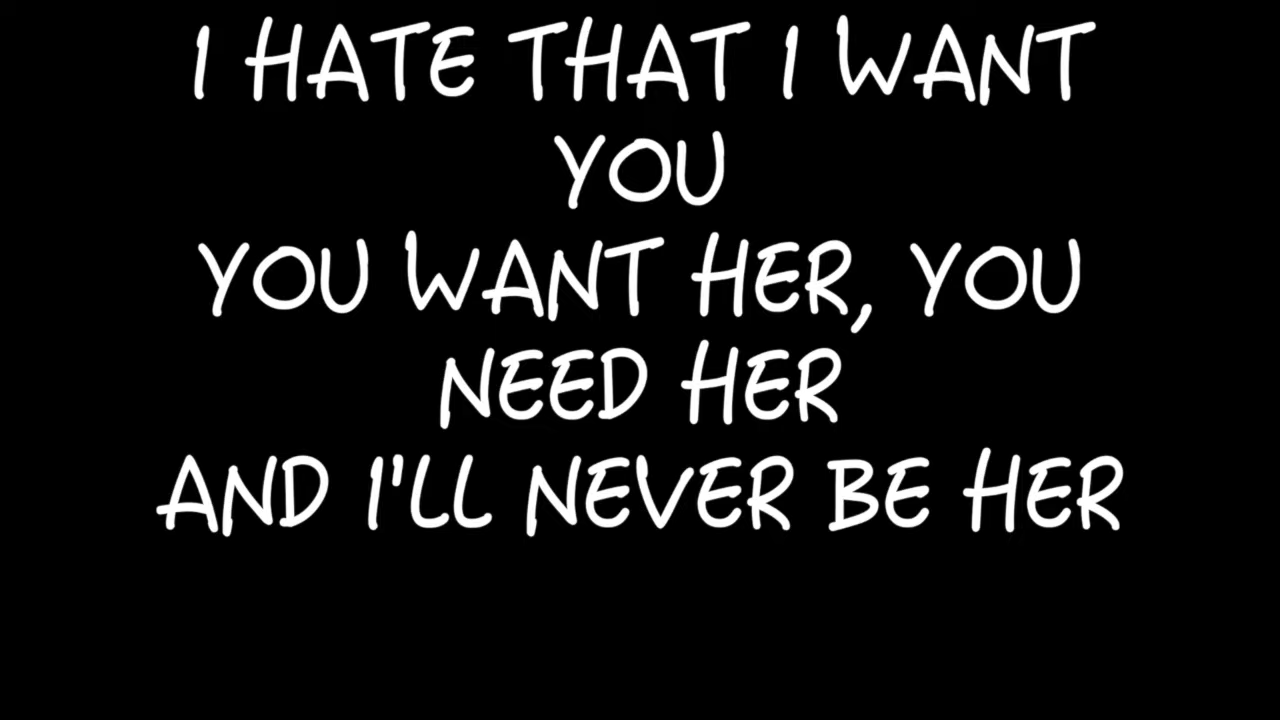 I HATE THAT I WANT
YOU
YOU WANT HER, YOU
NEED HER
AND I'LL NEVER BE HER